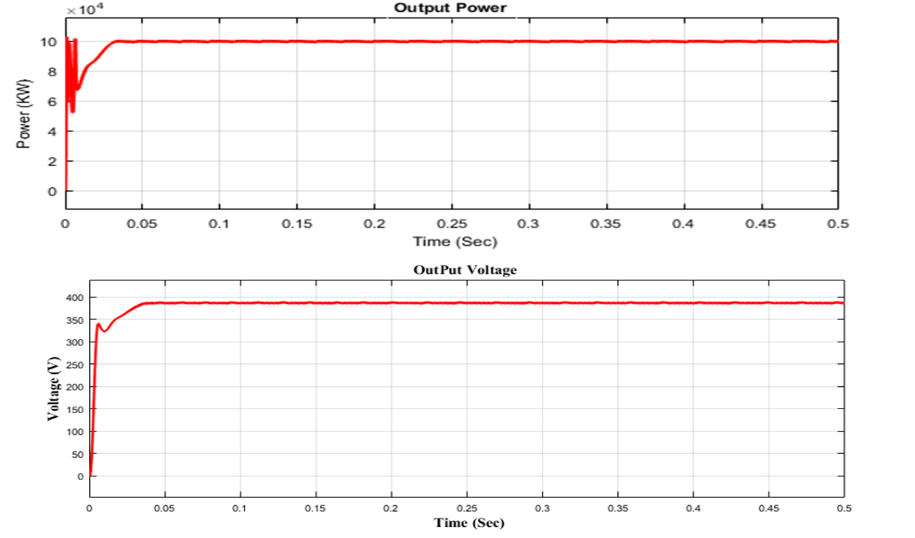 Output Power
×10⁴
10
8
6
4
2
0
Power (KW)
0 0.05 0.1 0.15 0.2 0.25 0.3 0.35 0.4 0.45 0.5
Time (Sec)
OutPut Voltage
400
350
300
250
200
150
100
50
0
Voltage (V)
0 0.05 0.1 0.15 0.2 0.25 0.3 0.35 0.4 0.45 0.5
Time (Sec)